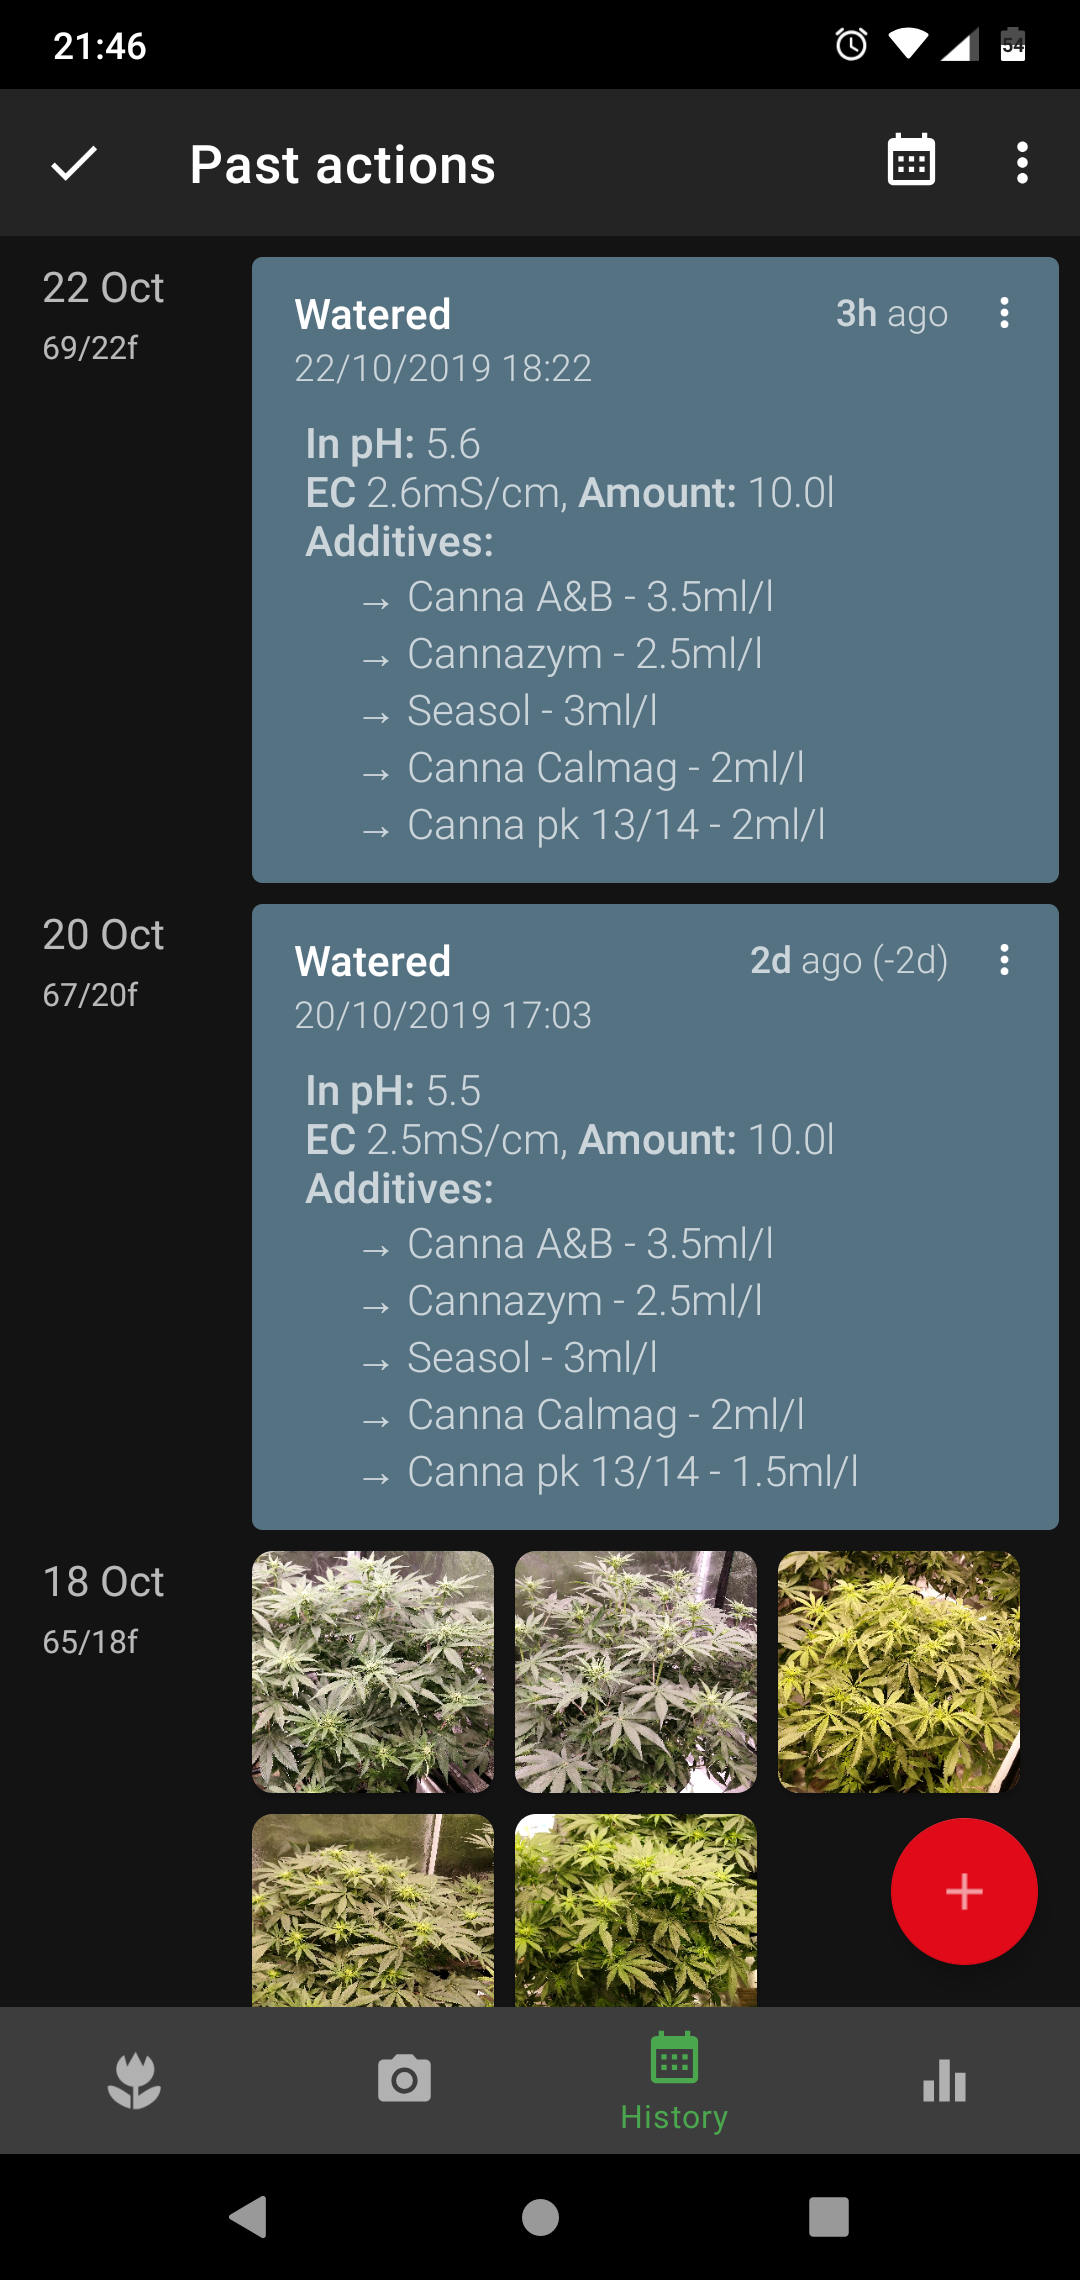 21:46
54
Past actions
22 Oct
69/22f
Watered
3h ago
22/10/2019 18:22
In pH: 5.6
EC 2.6mS/cm, Amount: 10.0l
Additives:
→ Canna A&B - 3.5ml/l
→ Cannazym - 2.5ml/l
→ Seasol - 3ml/l
→ Canna Calmag - 2ml/l
→ Canna pk 13/14 - 2ml/l
20 Oct
67/20f
Watered
2d ago (-2d)
20/10/2019 17:03
In pH: 5.5
EC 2.5mS/cm, Amount: 10.0l
Additives:
→ Canna A&B - 3.5ml/l
→ Cannazym - 2.5ml/l
→ Seasol - 3ml/l
→ Canna Calmag - 2ml/l
→ Canna pk 13/14 - 1.5ml/l
18 Oct
65/18f
History